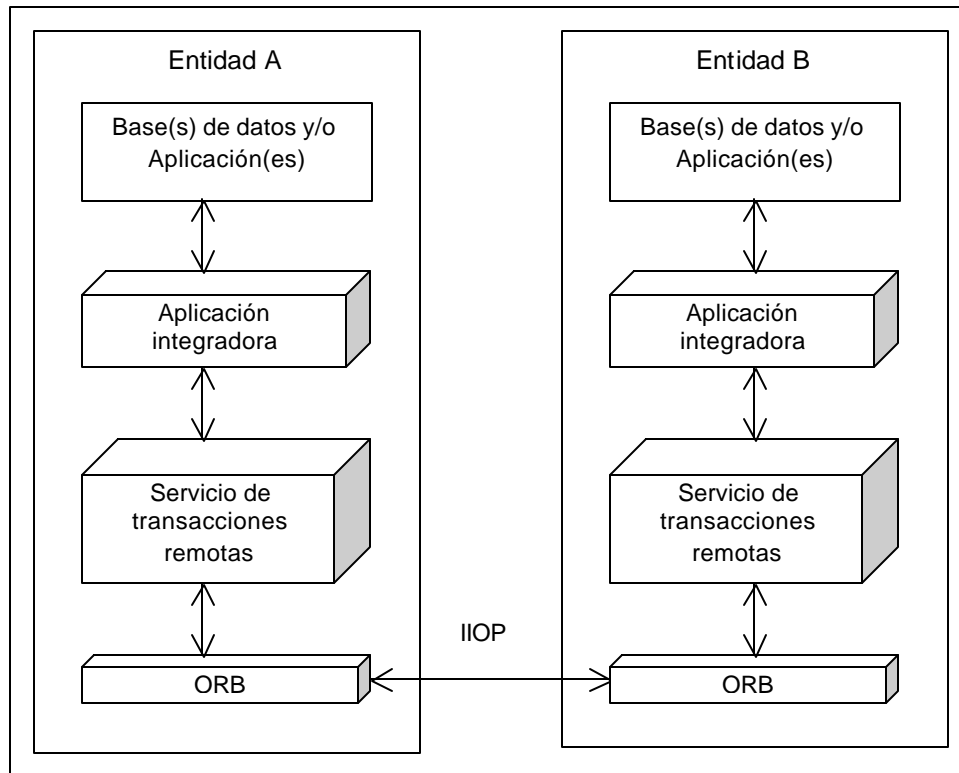 Entidad A
Base(s) de datos y/o
Aplicación(es)
Aplicación
integradora
Servicio de
transacciones
remotas
ORB
IIOP
Entidad B
Base(s) de datos y/o
Aplicación(es)
Aplicación
integradora
Servicio de
transacciones
remotas
ORB